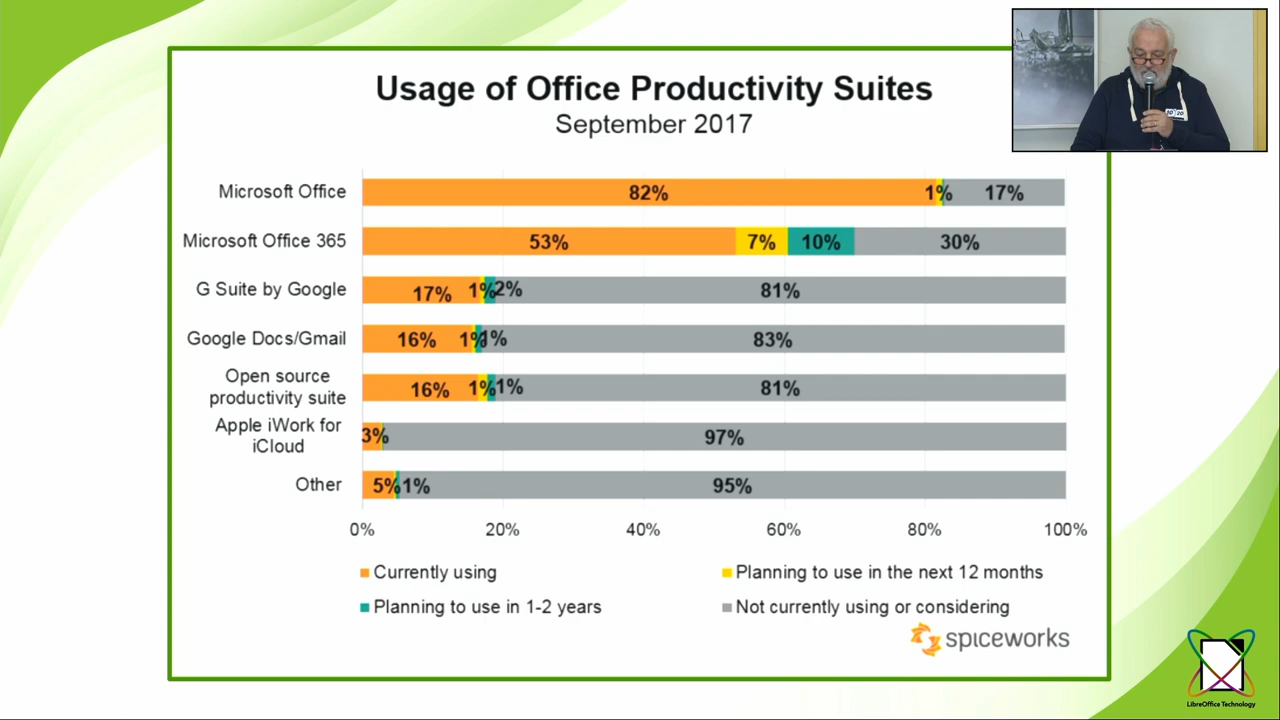 Usage of Office Productivity Suites
September 2017
Microsoft Office
82%
1%
17%
Microsoft Office 365
53%
7%
10%
30%
G Suite by Google
17%
1%
2%
81%
Google Docs/Gmail
16%
1%
1%
83%
Open source
productivity suite
16%
1%
1%
81%
Apple iWork for
iCloud
3%
97%
Other
5%
1%
95%
0%
20%
40%
60%
80%
100%
Currently using
Planning to use in the next 12 months
Planning to use in 1-2 years
Not currently using or considering
spiceworks
LibreOffice Technology